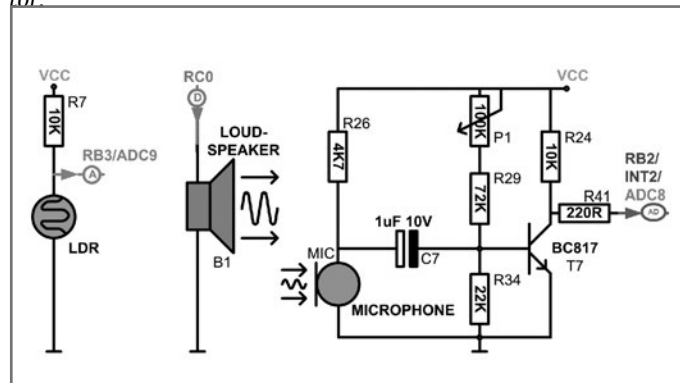 for.
VCC
R7
10K
RB3/ADC9
A
LDR
RC0
D
LOUD-
SPEAKER
B1
VCC
R26
4K7
100K
P1
R24
10K
R29
72K
RB2/
INT2/
ADC8
R41
220R
AD
1uF 10V
C7
MIC
BC817
T7
R34
22K
MICROPHONE